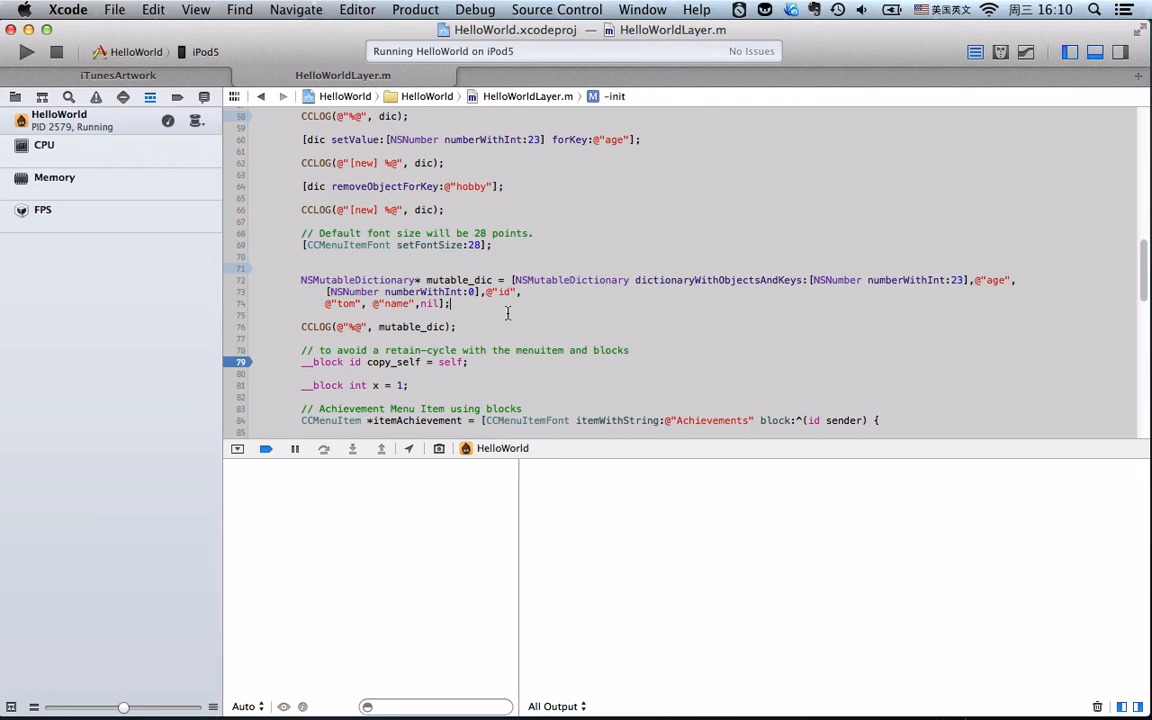 Xcode File Edit View Find Navigate Editor Product Debug Source Control Window Help 美国英文 周三 16:10
HelloWorld.xcodeproj — HelloWorldLayer.m
HelloWorld iPod5 Running HelloWorld on iPod5 No Issues
iTunesArtwork HelloWorldLayer.m
HelloWorld HelloWorld HelloWorldLayer.m M -init
HelloWorld
PID 2579, Running
CPU
Memory
FPS
58 CCLOG(@"%@", dic);
59
60 [dic setValue:[NSNumber numberWithInt:23] forKey:@"age"];
61
62 CCLOG(@"[new] %@", dic);
63
64 [dic removeObjectForKey:@"hobby"];
65
66 CCLOG(@"[new] %@", dic);
67
68 // Default font size will be 28 points.
69 [CCMenuItemFont setFontSize:28];
70
71
72 NSMutableDictionary* mutable_dic = [NSMutableDictionary dictionaryWithObjectsAndKeys:[NSNumber numberWithInt:23],@"age",
73 [NSNumber numberWithInt:0],@"id",
74 @"tom", @"name",nil];
75
76 CCLOG(@"%@", mutable_dic);
77
78 // to avoid a retain-cycle with the menuitem and blocks
79 __block id copy_self = self;
80
81 __block int x = 1;
82
83 // Achievement Menu Item using blocks
84 CCMenuItem *itemAchievement = [CCMenuItemFont itemWithString:@"Achievements" block:^(id sender) {
85
HelloWorld
Auto All Output